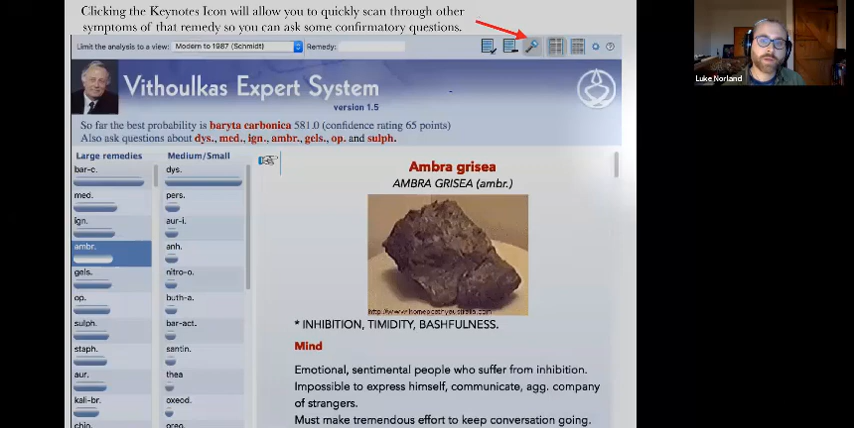 Clicking the Keynotes Icon will allow you to quickly scan through other
symptoms of that remedy so you can ask some confirmatory questions.
Limit the analysis to a view: Modern to 1987 (Schmidt) Remedy:
Vithoulkas Expert System
version 1.5
So far the best probability is baryta carbonica 581.0 (confidence rating 65 points)
Also ask questions about dys., med., ign., ambr., gels., op. and sulph.
Large remedies
bar-c.
med.
ign.
ambr.
gels.
op.
sulph.
staph.
aur.
kali-br.
chin.
Medium/Small
dys.
pers.
aur-i.
anh.
nitro-o.
buth-a.
bar-act.
santin.
thea
oxeod.
Ambra grisea
AMBRA GRISEA (ambr.)
* INHIBITION, TIMIDITY, BASHFULNESS.
Mind
Emotional, sentimental people who suffer from inhibition.
Impossible to express himself, communicate, agg. company
of strangers.
Must make tremendous effort to keep conversation going.
Luke Norland